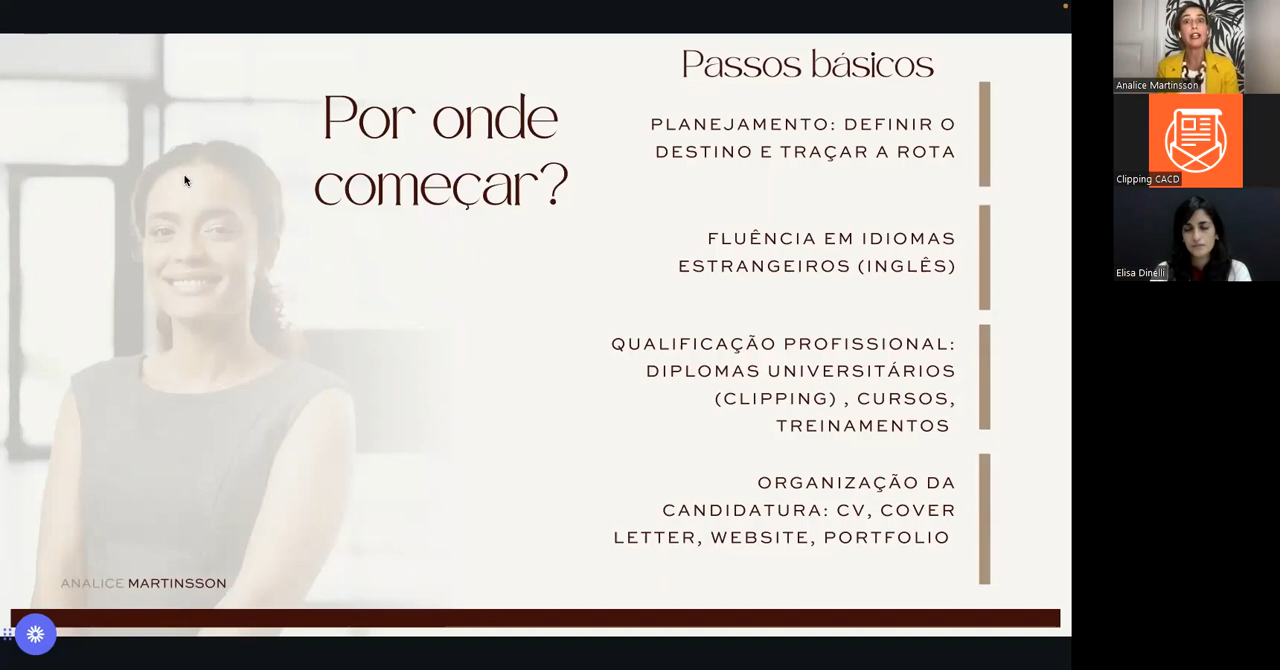 Por onde
começar?
Passos básicos
PLANEJAMENTO: DEFINIR O
DESTINO E TRAÇAR A ROTA
FLUÊNCIA EM IDIOMAS
ESTRANGEIROS (INGLÊS)
QUALIFICAÇÃO PROFISSIONAL:
DIPLOMAS UNIVERSITÁRIOS
(CLIPPING) , CURSOS,
TREINAMENTOS
ORGANIZAÇÃO DA
CANDIDATURA: CV, COVER
LETTER, WEBSITE, PORTFOLIO
ANALICE MARTINSSON
Analice Martinsson
Clipping CACD
Elisa Dinelli